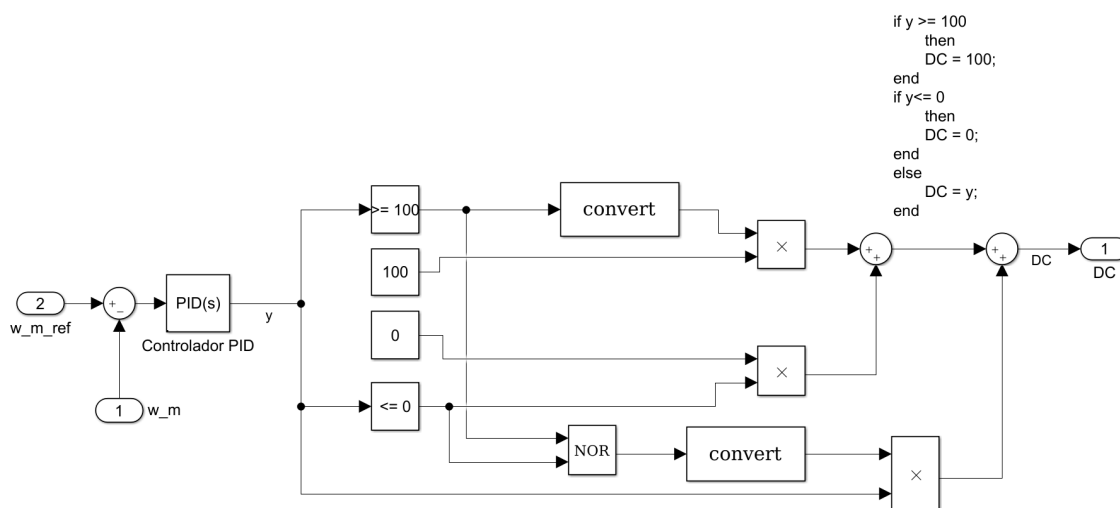 if y >= 100
then
DC = 100;
end
if y<= 0
then
DC = 0;
end
else
DC = y;
end
>= 100
convert
×
+
+
+
+
1
DC
DC
100
2
w_m_ref
+
−
PID(s)
y
Controlador PID
0
×
<= 0
1
w_m
NOR
convert
×